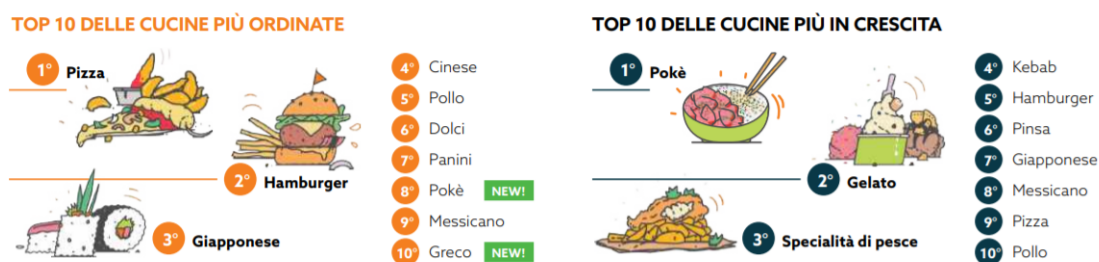 TOP 10 DELLE CUCINE PIÙ ORDINATE
1° Pizza
2° Hamburger
3° Giapponese
4° Cinese
5° Pollo
6° Dolci
7° Panini
8° Pokè NEW!
9° Messicano
10° Greco NEW!
TOP 10 DELLE CUCINE PIÙ IN CRESCITA
1° Pokè
2° Gelato
3° Specialità di pesce
4° Kebab
5° Hamburger
6° Pinsa
7° Giapponese
8° Messicano
9° Pizza
10° Pollo